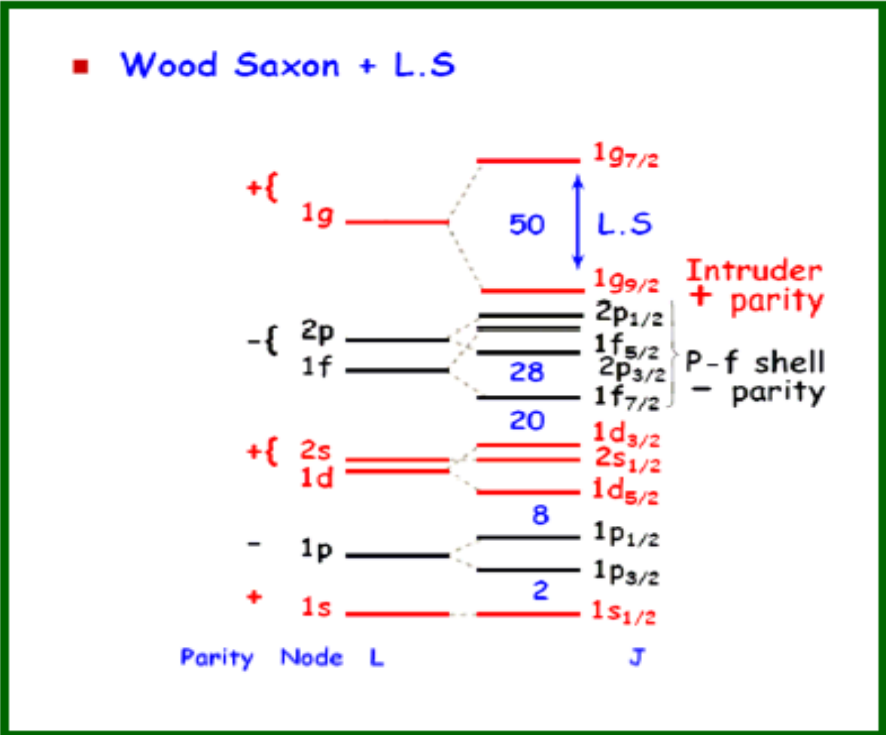 Wood Saxon + L.S
1g7/2
+{
1g
50
L.S
1g9/2
Intruder
+ parity
2p1/2
-{
2p
1f5/2
1f
28
2p3/2
P-f shell
- parity
1f7/2
20
1d3/2
+{
2s
2s1/2
1d
1d5/2
8
1p1/2
-
1p
1p3/2
2
+
1s
1s1/2
Parity Node L J